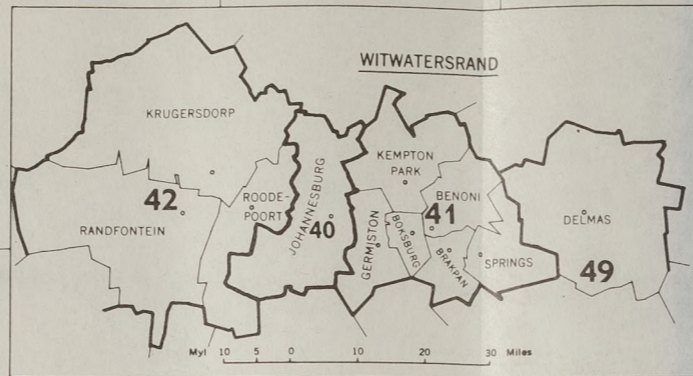 WITWATERSRAND
KRUGERSDORP
KEMPTON
PARK
JOHANNESBURG
ROODE-
POORT
42
RANDFONTEIN
40
GERMISTON
BOKSBURG
41
BENONI
BRAKPAN
SPRINGS
DELMAS
49
Myl 10 5 0 10 20 30 Miles